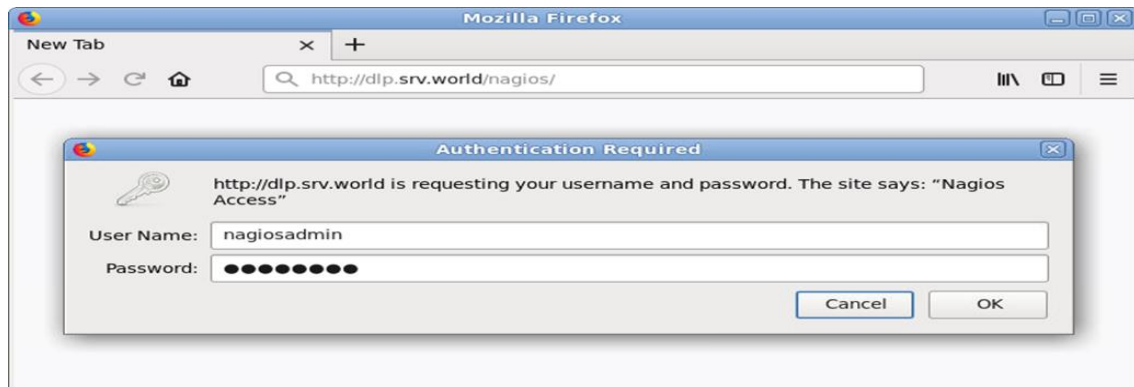 Mozilla Firefox
New Tab
http://dlp.srv.world/nagios/
Authentication Required
http://dlp.srv.world is requesting your username and password. The site says: “Nagios
Access”
User Name: nagiosadmin
Password: ●●●●●●●●
Cancel OK